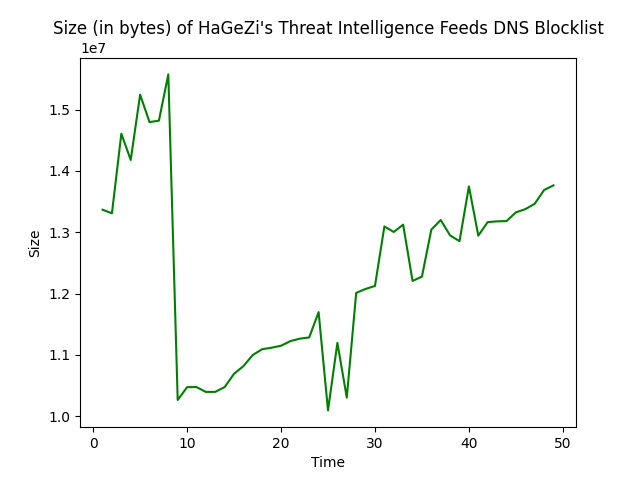 Size (in bytes) of HaGeZi's Threat Intelligence Feeds DNS Blocklist
1e7
1.5
1.4
1.3
1.2
1.1
1.0
Size
0 10 20 30 40 50
Time